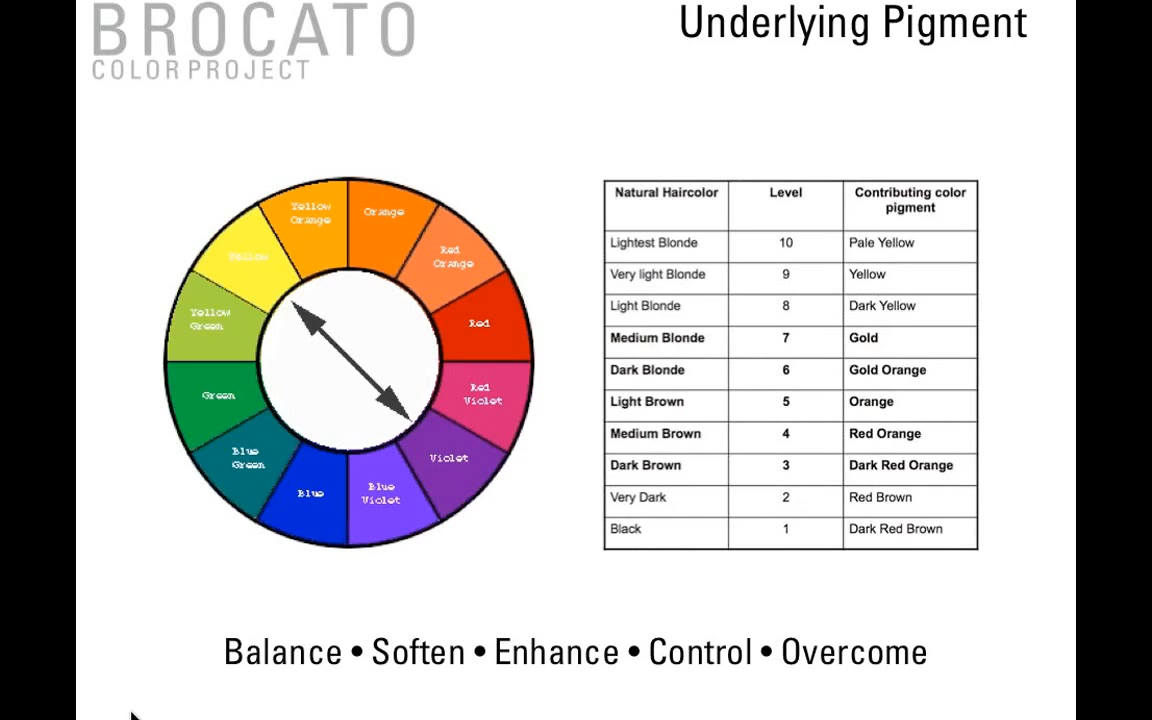 BROCATO
COLOR PROJECT
Underlying Pigment
Yellow
Orange
Orange
Red
Orange
Yellow
Red
Yellow
Green
Red
Violet
Green
Violet
Blue
Green
Blue
Violet
Blue
Natural Haircolor Level Contributing color
pigment
Lightest Blonde 10 Pale Yellow
Very light Blonde 9 Yellow
Light Blonde 8 Dark Yellow
Medium Blonde 7 Gold
Dark Blonde 6 Gold Orange
Light Brown 5 Orange
Medium Brown 4 Red Orange
Dark Brown 3 Dark Red Orange
Very Dark 2 Red Brown
Black 1 Dark Red Brown
Balance • Soften • Enhance • Control • Overcome